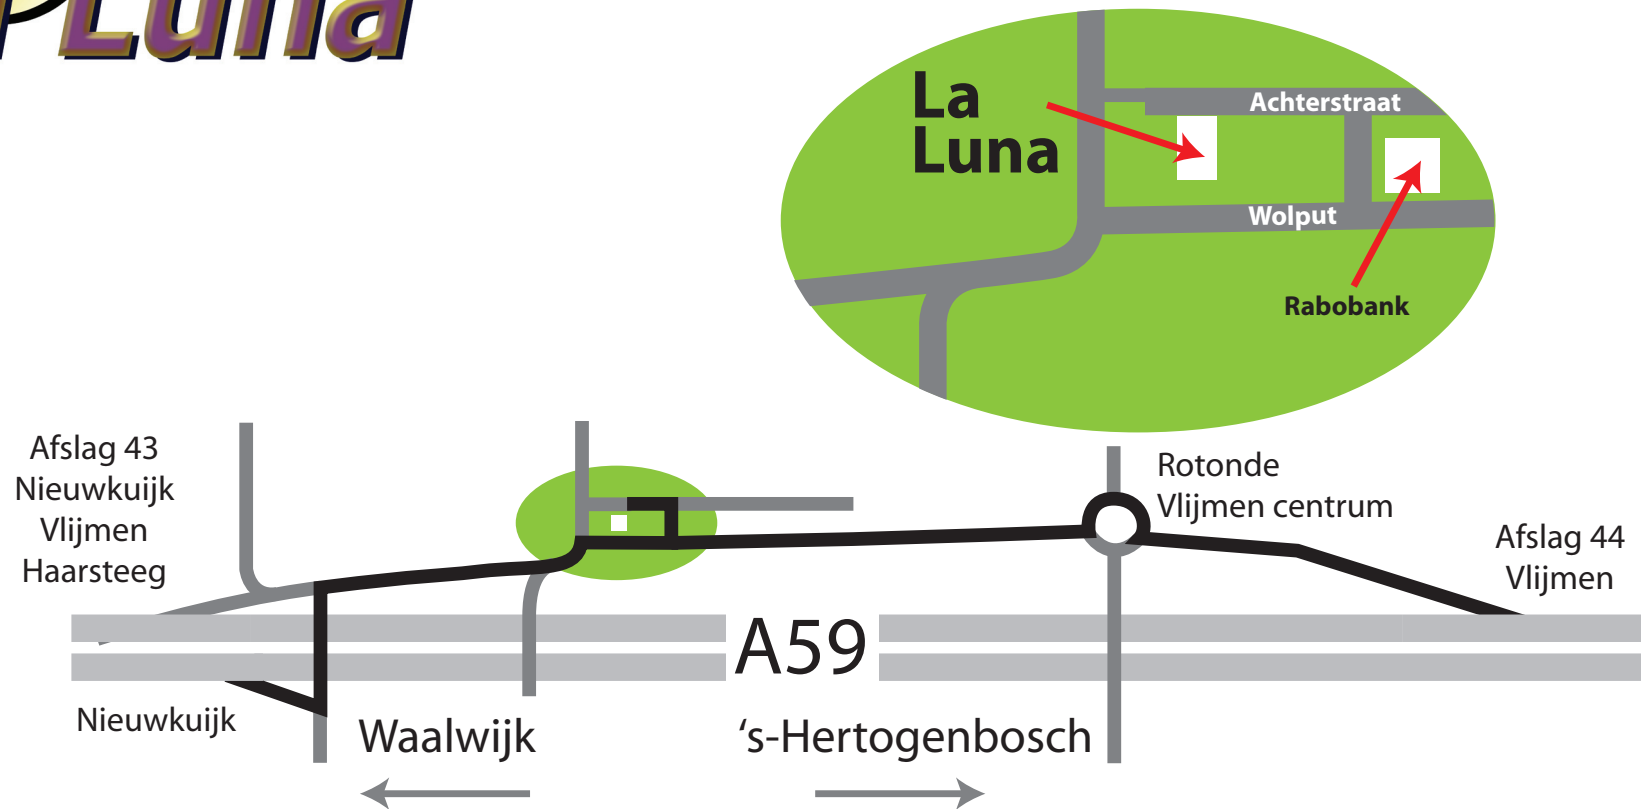 Luna
La
Luna
Achterstraat
Wolput
Rabobank
Afslag 43
Nieuwkuijk
Vlijmen
Haarsteeg
Rotonde
Vlijmen centrum
Afslag 44
Vlijmen
A59
Nieuwkuijk
Waalwijk
‘s-Hertogenbosch